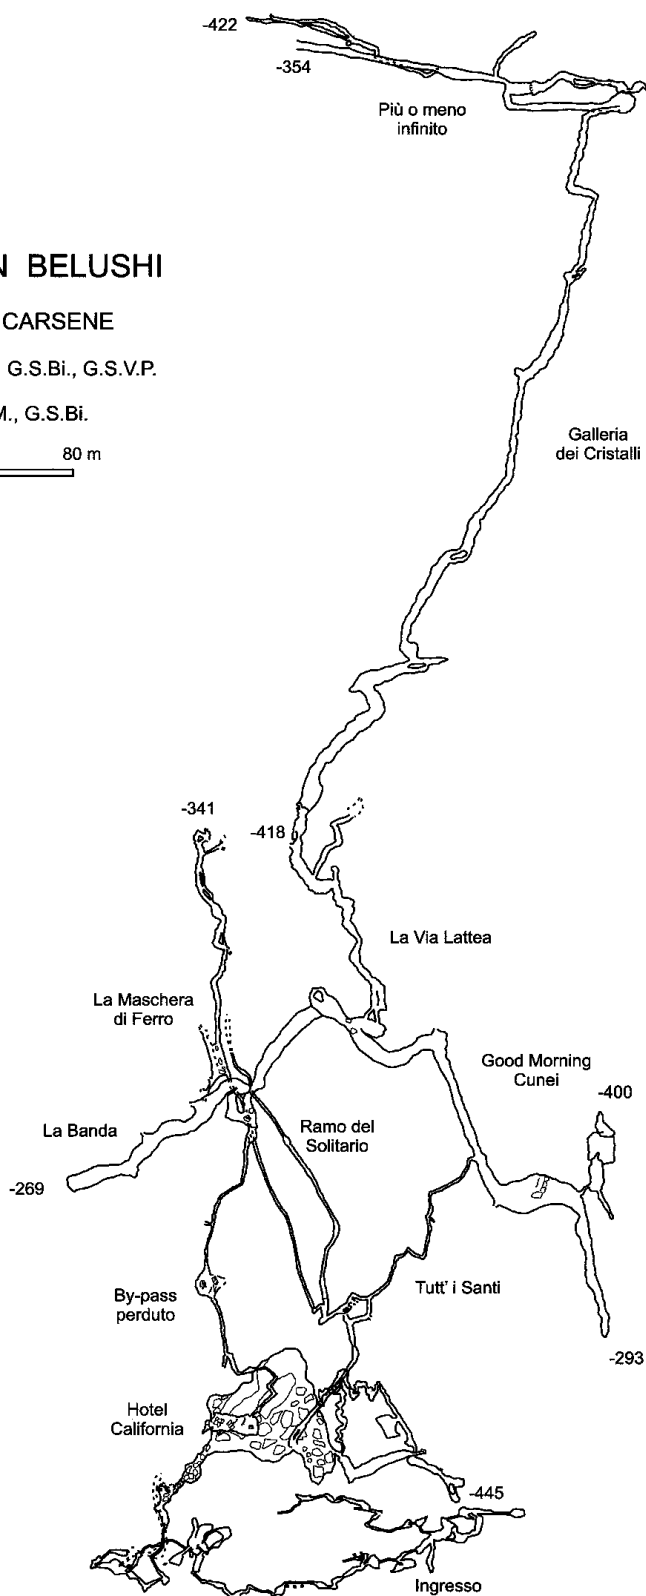 -422
-354
Più o meno
infinito
N BELUSHI
CARSENE
G.S.Bi., G.S.V.P.
M., G.S.Bi.
80 m
Galleria
dei Cristalli
-341
-418
La Via Lattea
La Maschera
di Ferro
Good Morning
Cunei
-400
La Banda
Ramo del
Solitario
-269
By-pass
perduto
Tutt' i Santi
-293
Hotel
California
-445
Ingresso